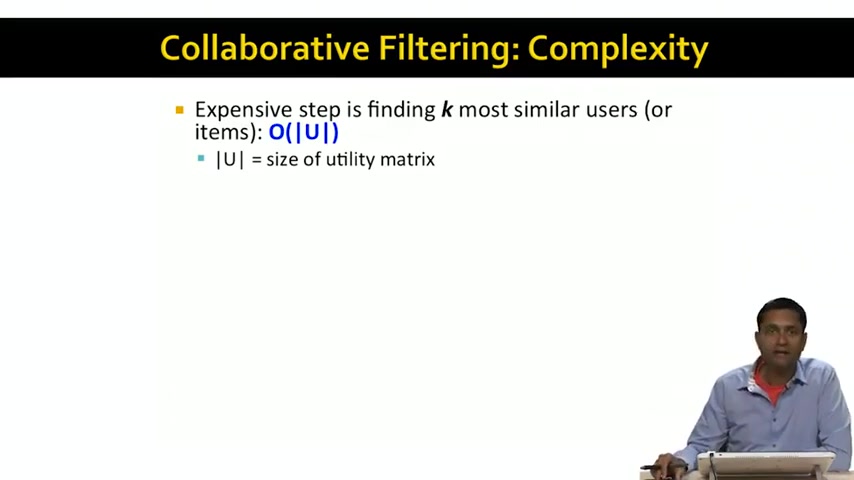 Collaborative Filtering: Complexity
Expensive step is finding k most similar users (or
items): O(|U|)
|U| = size of utility matrix